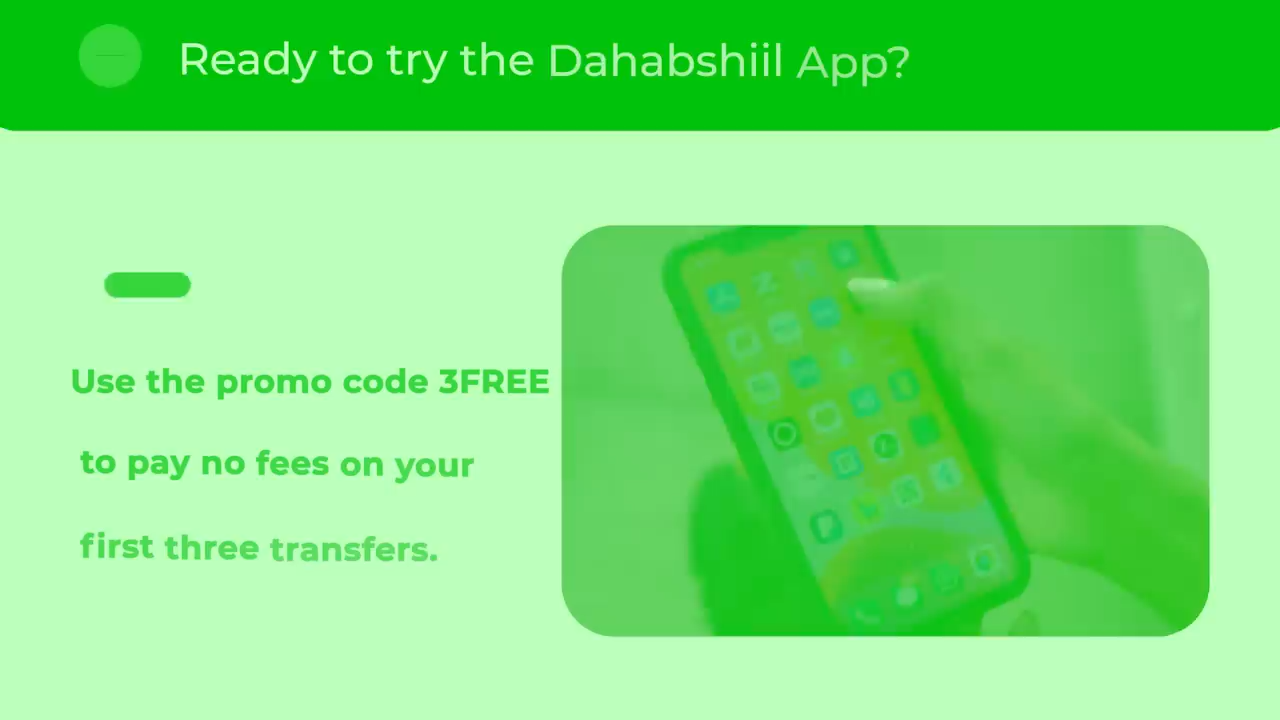 Ready to try the Dahabshiil App?
Use the promo code 3FREE
to pay no fees on your
first three transfers.